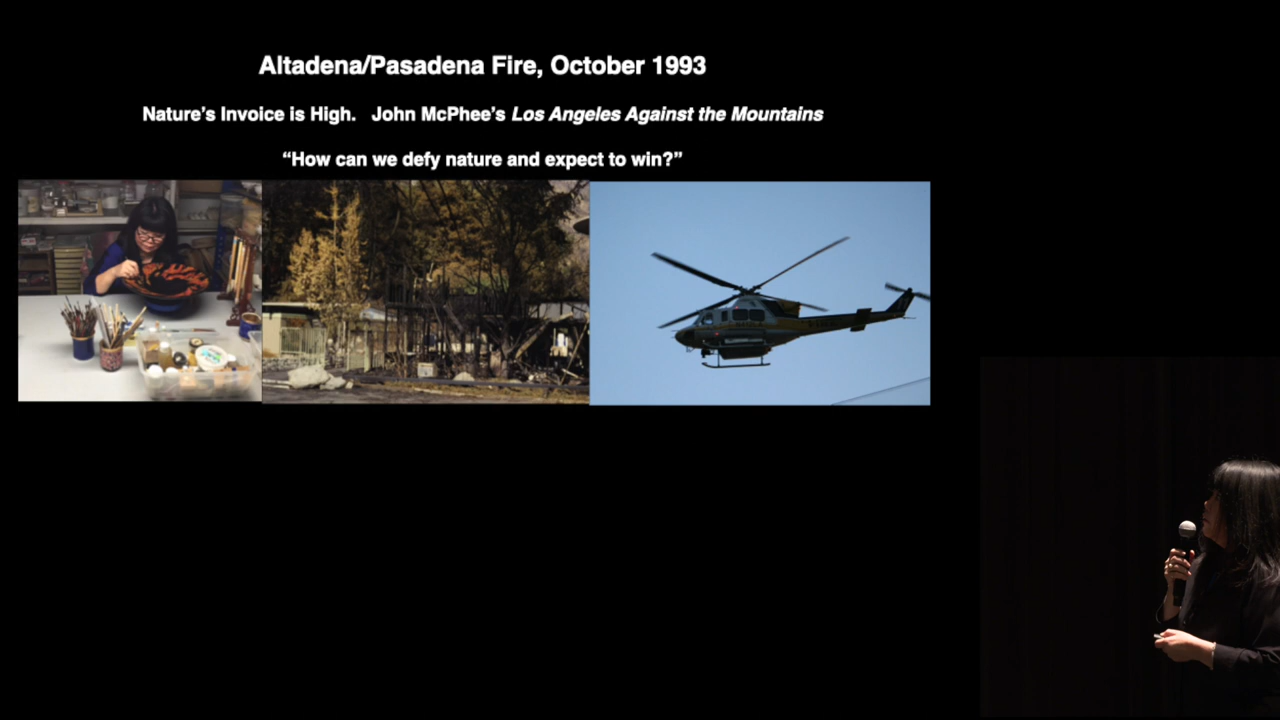 Altadena/Pasadena Fire, October 1993
Nature’s Invoice is High. John McPhee’s Los Angeles Against the Mountains
“How can we defy nature and expect to win?”